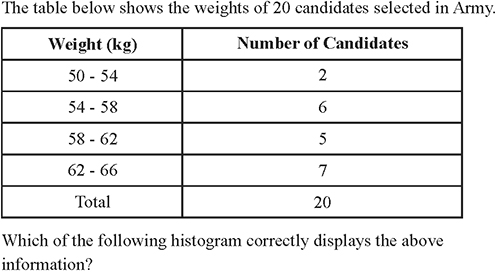 The table below shows the weights of 20 candidates selected in Army.
Weight (kg) Number of Candidates
50 - 54 2
54 - 58 6
58 - 62 5
62 - 66 7
Total 20
Which of the following histogram correctly displays the above
information?